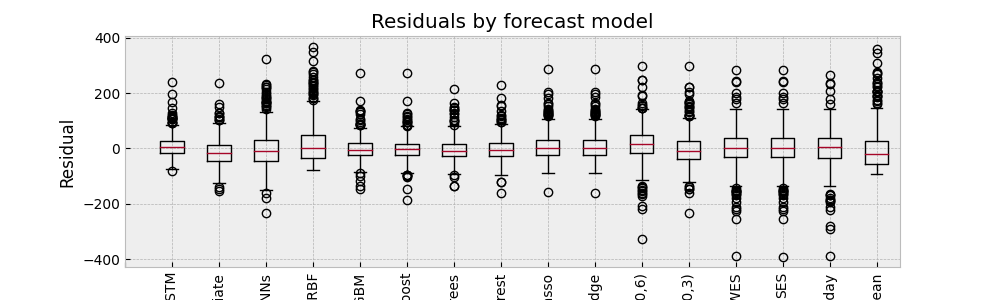 Residuals by forecast model
400
200
0
−200
−400
Residual
STM
iate
NNs
RBF
GBM
oost
rees
rest
asso
dge
0,6)
0,3)
WES
SES
day
ean